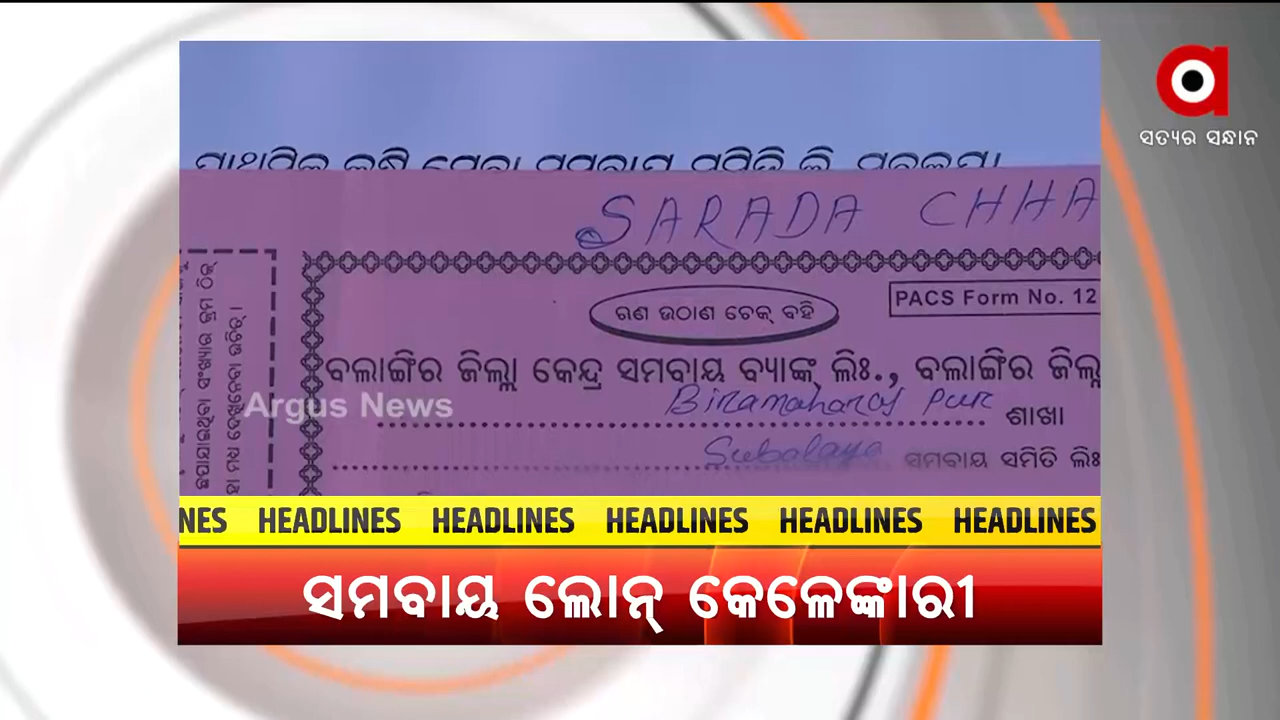 ସତ୍ୟର ସନ୍ଧାନ
SARADA CHHA
ଋଣ ଉଠାଣ ଚେକ୍ ବହି
PACS Form No. 12
ବଲାଙ୍ଗିର ଜିଲ୍ଲା କେନ୍ଦ୍ର ସମବାୟ ବ୍ୟାଙ୍କ୍ ଲିଃ., ବଲାଙ୍ଗିର ଜିଲ୍ଲ
Argus News
Biramaharaj pur ଶାଖା
Subalaya ସମବାୟ ସମିତି ଲିଃ
NES HEADLINES HEADLINES HEADLINES HEADLINES HEADLINES
ସମବାୟ ଲୋନ୍ କେଳେଙ୍କାରୀ